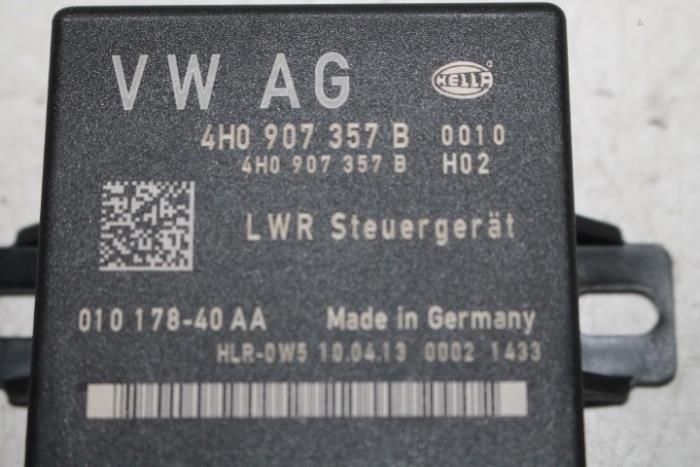 VW AG HELLA
4H0 907 357 B 0010
4H0 907 357 B H02
LWR Steuergerät
010 178-40 AA Made in Germany
HLR-0W5 10.04.13 0002 1433